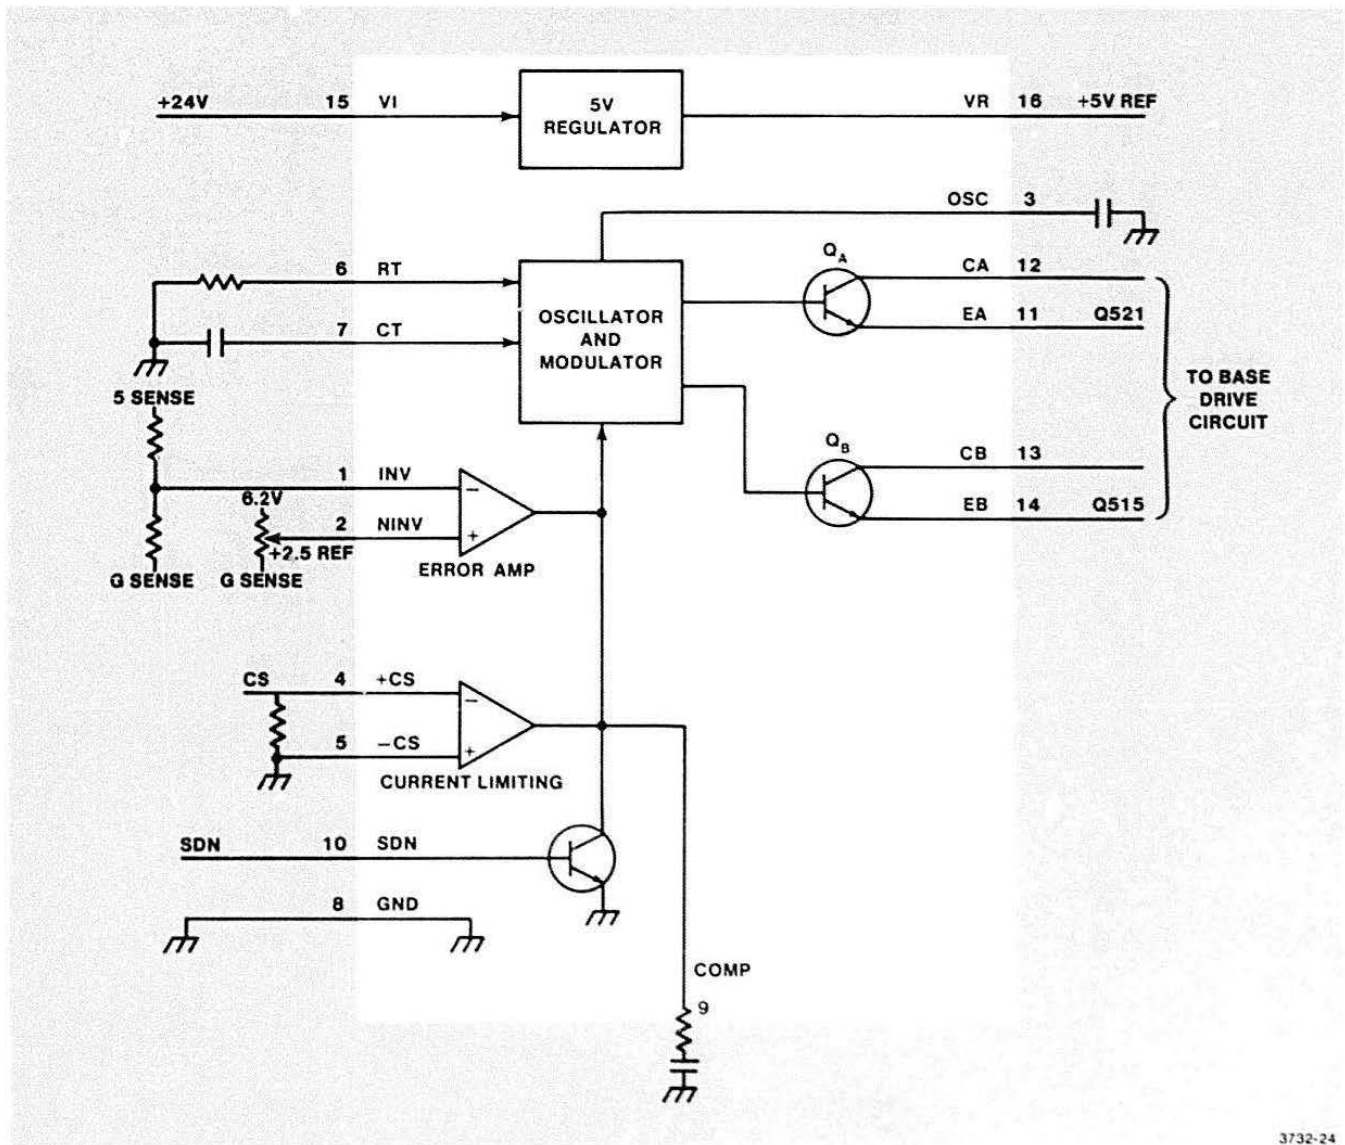 +24V 15 VI
5V
REGULATOR
VR 16 +5V REF
OSC 3
6 RT
7 CT
OSCILLATOR
AND
MODULATOR
QA
CA 12
EA 11 Q521
TO BASE
DRIVE
CIRCUIT
5 SENSE
QB
CB 13
EB 14 Q515
1 INV
6.2V
2 NINV
+2.5 REF
−
+
ERROR AMP
G SENSE
G SENSE
CS 4 +CS
5 −CS
−
+
CURRENT LIMITING
SDN 10 SDN
8 GND
COMP
9
3732-24